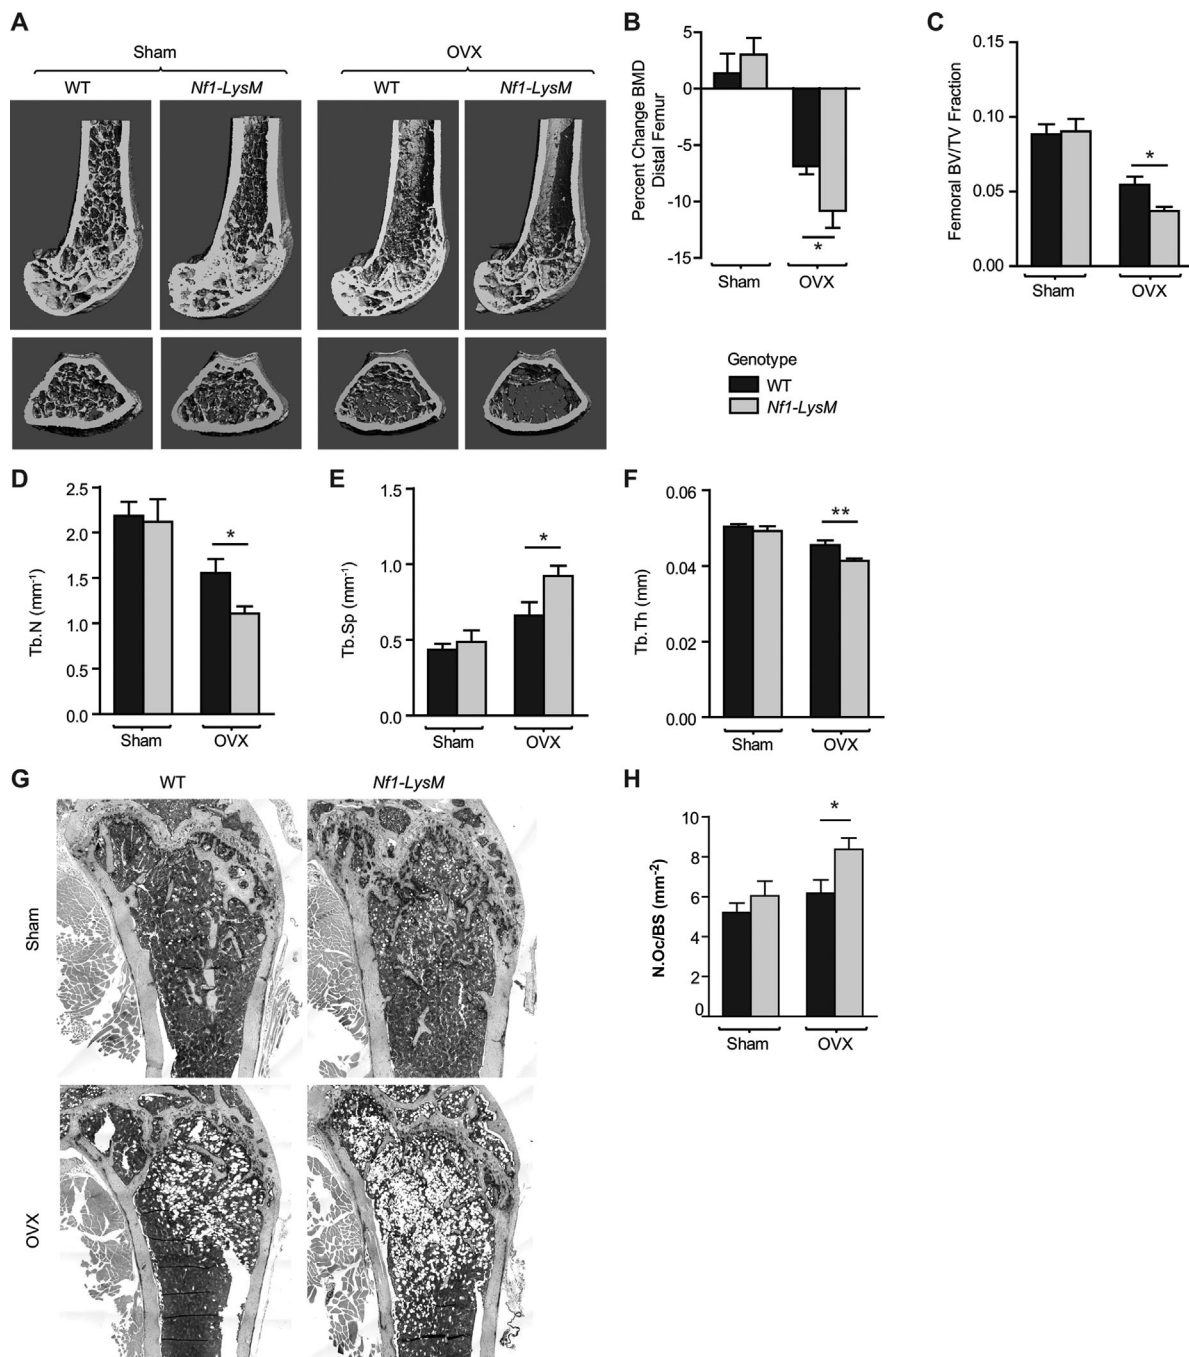 A
Sham
OVX
WT
Nf1-LysM
WT
Nf1-LysM
B
Percent Change BMD
Distal Femur
5
0
-5
-10
-15
*
Sham
OVX
C
Femoral BV/TV Fraction
0.15
0.10
0.05
0.00
*
Sham
OVX
Genotype
WT
Nf1-LysM
D
Tb.N (mm⁻¹)
2.5
2.0
1.5
1.0
0.5
0.0
*
Sham
OVX
E
Tb.Sp (mm⁻¹)
1.5
1.0
0.5
0.0
*
Sham
OVX
F
Tb.Th (mm)
0.06
0.04
0.02
0.00
**
Sham
OVX
G
WT
Nf1-LysM
Sham
OVX
H
N.Oc/BS (mm⁻²)
10
8
6
4
2
0
*
Sham
OVX